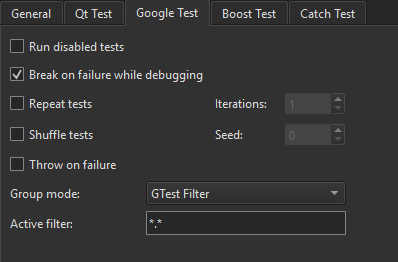 General Qt Test Google Test Boost Test Catch Test
Run disabled tests
Break on failure while debugging
Repeat tests Iterations: 1
Shuffle tests Seed: 0
Throw on failure
Group mode: GTest Filter
Active filter: *.*